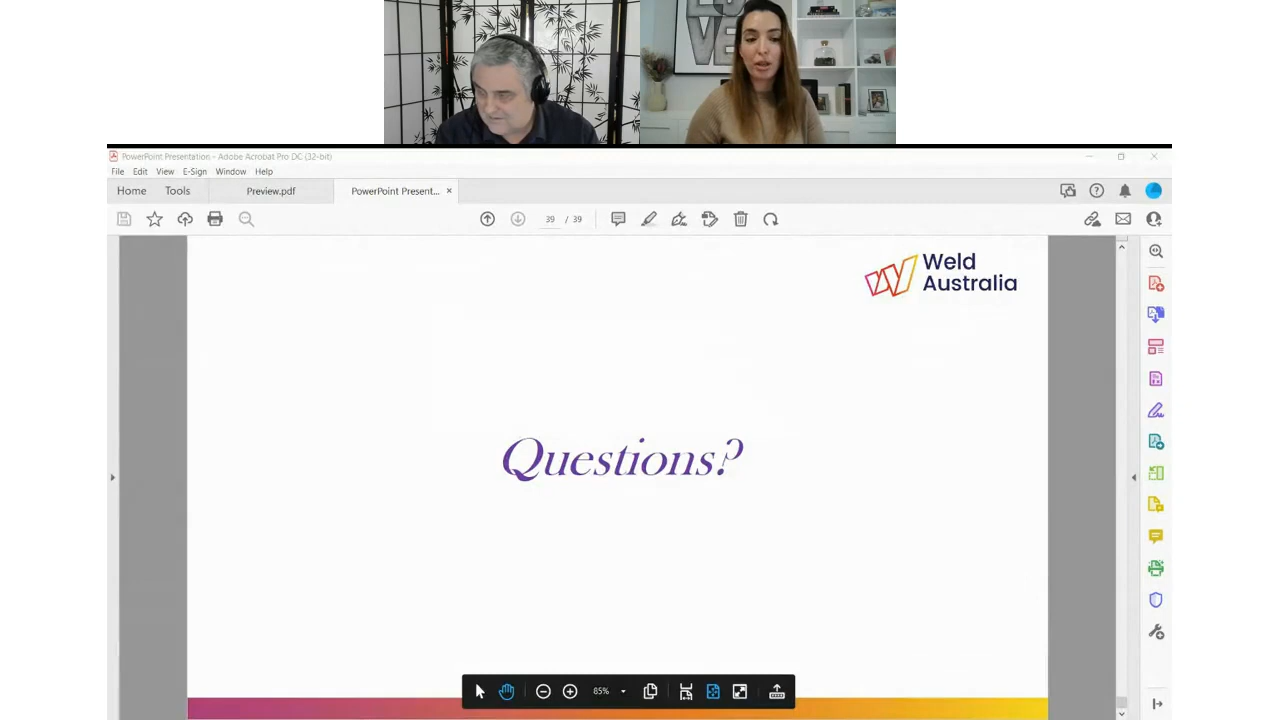 LOVE
PowerPoint Presentation - Adobe Acrobat Pro DC (32-bit)
File Edit View E-Sign Window Help
Home Tools Preview.pdf PowerPoint Present...
39 / 39
Weld
Australia
Questions?
85%